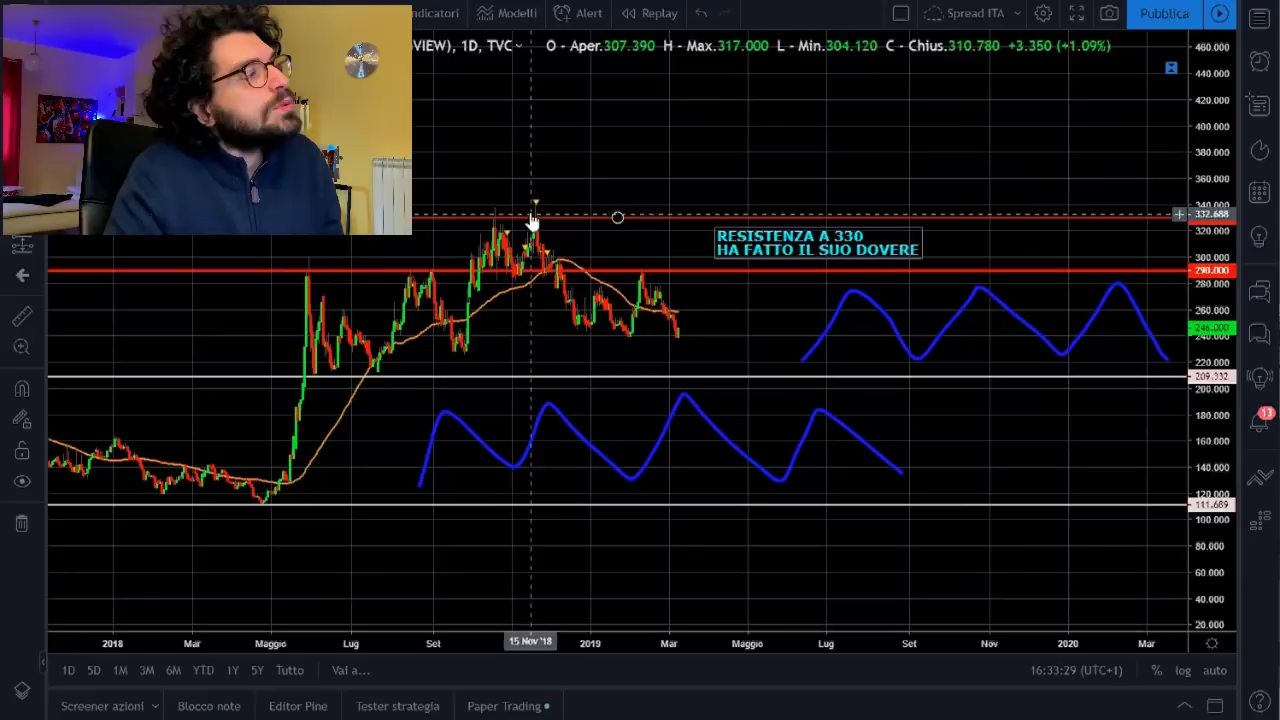 Indicatori
Modelli
Alert
Replay
Spread ITA
Pubblica
VIEW), 1D, TVC
O - Aper.307.390 H - Max.317.000 L - Min.304.120 C - Chius.310.780 +3.350 (+1.09%)
460.000
440.000
420.000
400.000
380.000
360.000
340.000
332.688
320.000
RESISTENZA A 330
HA FATTO IL SUO DOVERE
300.000
290.000
280.000
260.000
246.000
240.000
220.000
209.332
200.000
180.000
160.000
140.000
120.000
111.689
100.000
80.000
60.000
40.000
20.000
13
2018 Mar Maggio Lug Set 15 Nov '18 2019 Mar Maggio Lug Set Nov 2020 Mar
1D 5D 1M 3M 6M YTD 1Y 5Y Tutto Vai a... 16:33:29 (UTC+1) % log auto
Screener azioni Blocco note Editor Pine Tester strategia Paper Trading